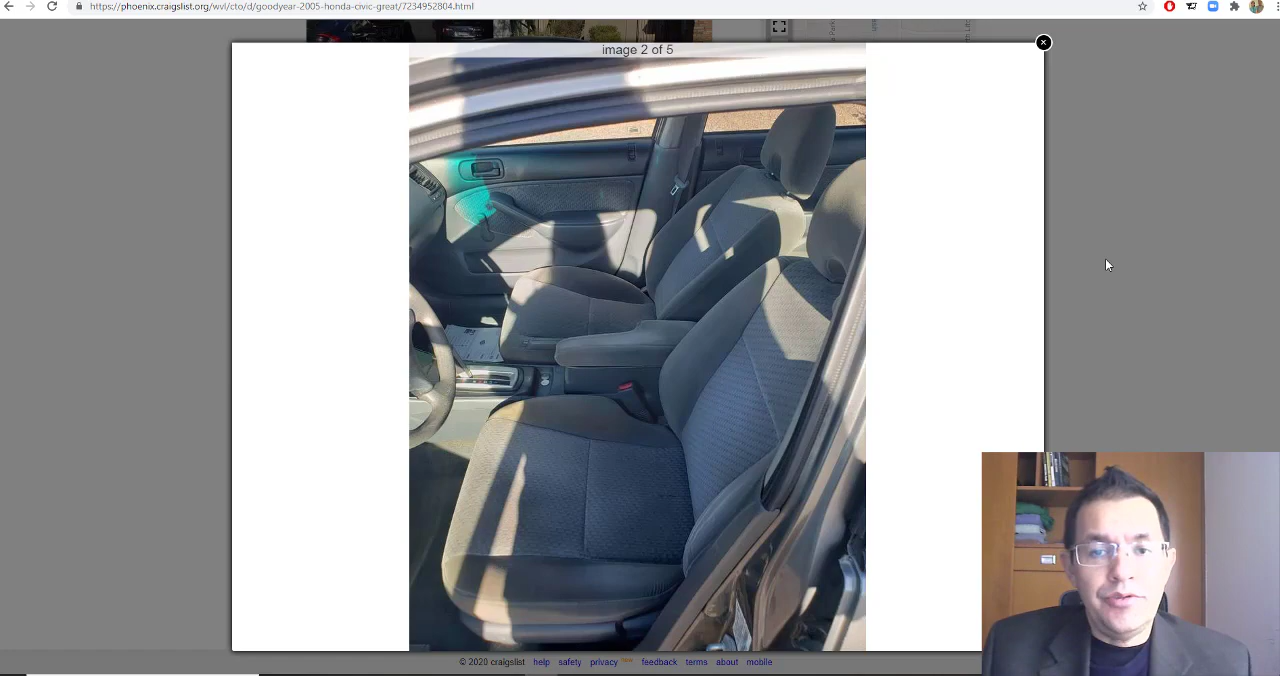 https://phoenix.craigslist.org/wvl/cto/d/goodyear-2005-honda-civic-great/7234952804.html
image 2 of 5
© 2020 craigslist help safety privacy new feedback terms about mobile